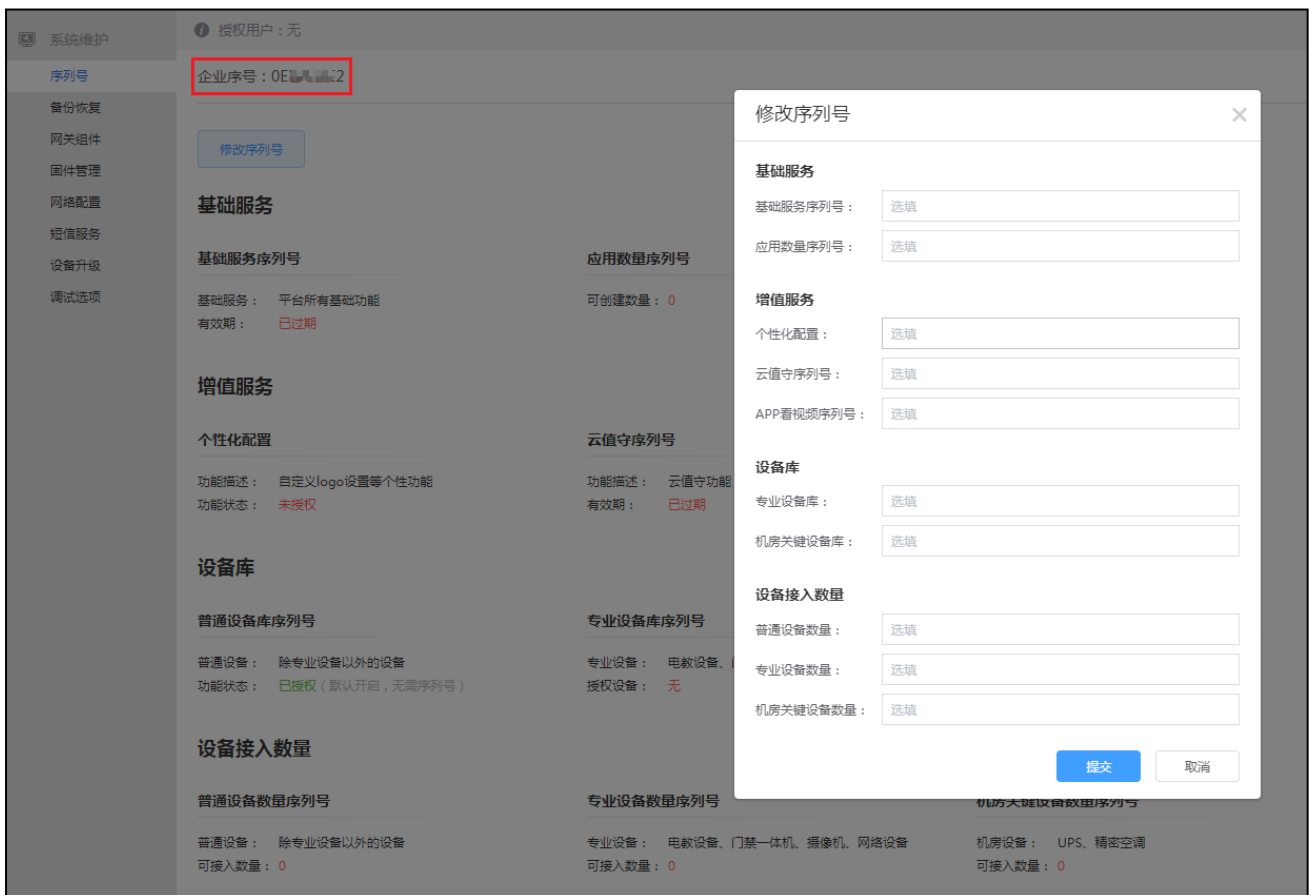 系统维护
序列号
备份恢复
网关组件
固件管理
网络配置
短信服务
设备升级
调试选项
授权用户：无
企业序号：0E
修改序列号
基础服务
基础服务序列号
基础服务： 平台所有基础功能
有效期： 已过期
应用数量序列号
可创建数量：0
增值服务
个性化配置
功能描述： 自定义logo设置等个性功能
功能状态： 未授权
云值守序列号
功能描述： 云值守功能
有效期： 已过期
设备库
普通设备库序列号
普通设备： 除专业设备以外的设备
功能状态： 已授权（默认开启，无需序列号）
专业设备库序列号
专业设备： 电教设备、
授权设备： 无
设备接入数量
普通设备数量序列号
普通设备： 除专业设备以外的设备
可接入数量：0
专业设备数量序列号
专业设备： 电教设备、门禁一体机、摄像机、网络设备
可接入数量：0
机房关键设备数量序列号
机房设备： UPS、精密空调
可接入数量：0
修改序列号
基础服务
基础服务序列号： 选填
应用数量序列号： 选填
增值服务
个性化配置： 选填
云值守序列号： 选填
APP看视频序列号： 选填
设备库
专业设备库： 选填
机房关键设备库： 选填
设备接入数量
普通设备数量： 选填
专业设备数量： 选填
机房关键设备数量： 选填
提交 取消